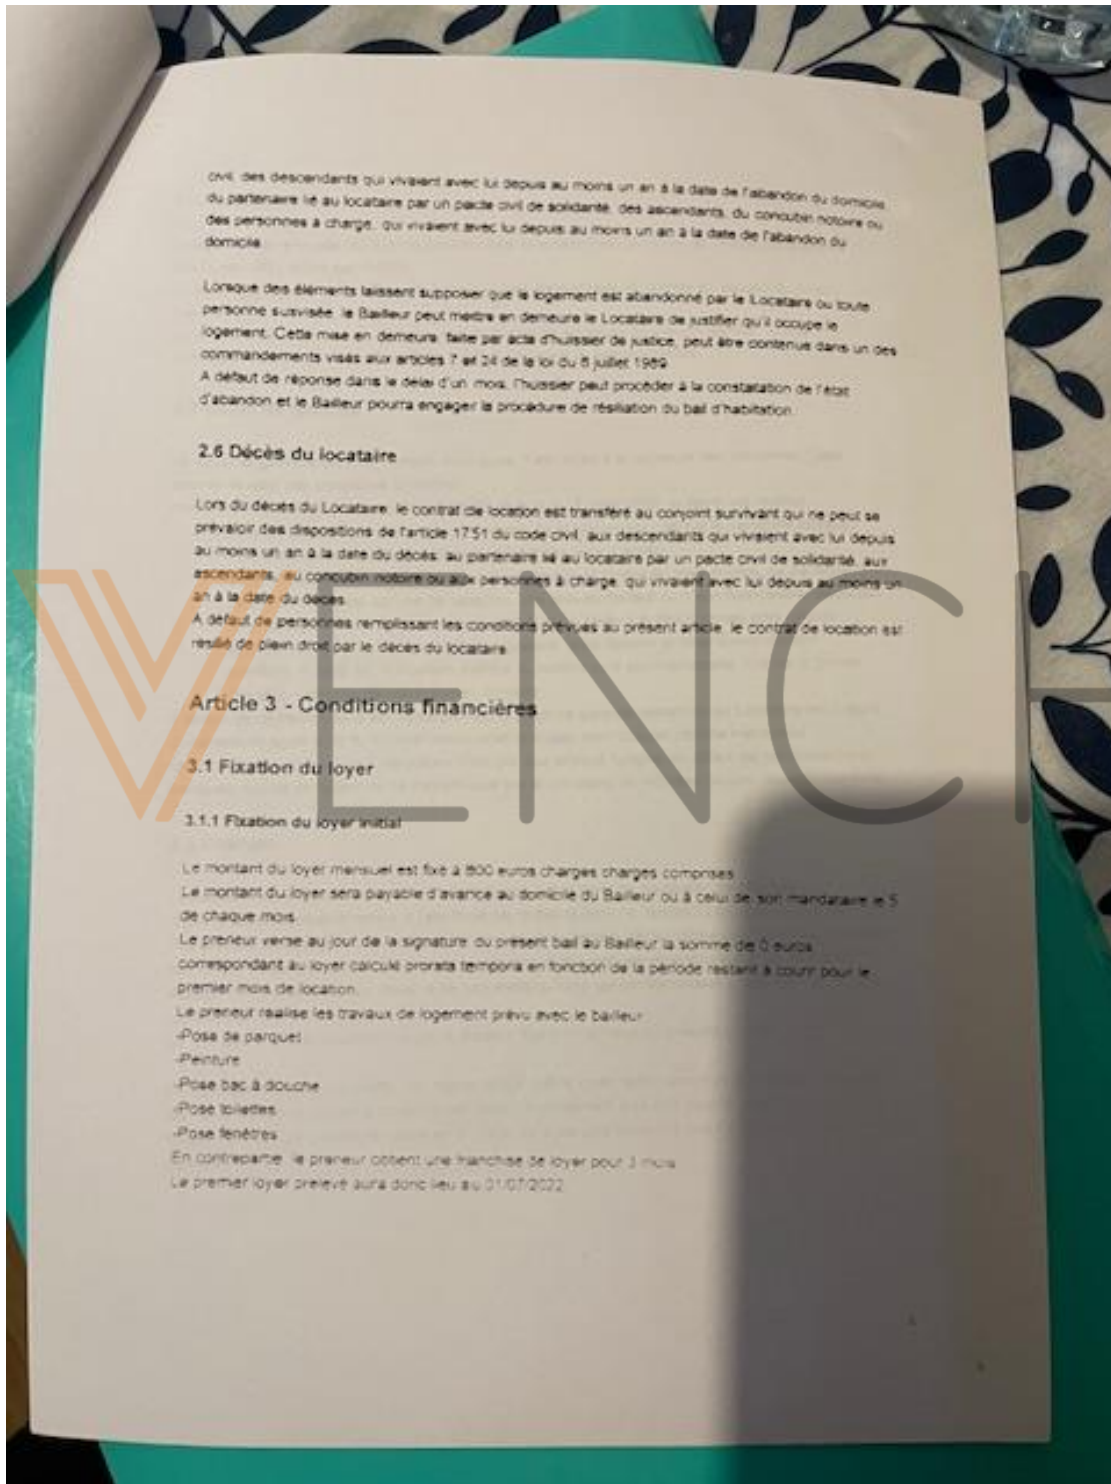 civil, des descendants qui vivaient avec lui depuis au moins un an à la date de l'abandon du domicile
du partenaire lié au locataire par un pacte civil de solidarité, des ascendants, du concubin notoire ou
des personnes à charge, qui vivaient avec lui depuis au moins un an à la date de l'abandon du
domicile.
Lorsque des éléments laissent supposer que le logement est abandonné par le Locataire ou toute
personne susvisée, le Bailleur peut mettre en demeure le Locataire de justifier qu'il occupe le
logement. Cette mise en demeure, faite par acte d'huissier de justice, peut être contenue dans un des
commandements visés aux articles 7 et 24 de la loi du 6 juillet 1989.
A défaut de réponse dans le délai d'un mois, l'huissier peut procéder à la constatation de l'état
d'abandon et le Bailleur pourra engager la procédure de résiliation du bail d'habitation.
2.6 Décès du locataire
Lors du décès du Locataire, le contrat de location est transféré au conjoint survivant qui ne peut se
prévaloir des dispositions de l'article 1751 du code civil, aux descendants qui vivaient avec lui depuis
au moins un an à la date du décès, au partenaire lié au locataire par un pacte civil de solidarité, aux
ascendants, au concubin notoire ou aux personnes à charge, qui vivaient avec lui depuis au moins un
an à la date du décès.
A défaut de personnes remplissant les conditions prévues au présent article, le contrat de location est
résilié de plein droit par le décès du locataire.
VENCH
Article 3 - Conditions financières
3.1 Fixation du loyer
3.1.1 Fixation du loyer initial
Le montant du loyer mensuel est fixé à 800 euros charges charges comprises.
Le montant du loyer sera payable d'avance au domicile du Bailleur ou à celui de son mandataire le 5
de chaque mois.
Le preneur verse au jour de la signature du présent bail au Bailleur la somme de 0 euros
correspondant au loyer calculé prorata temporis en fonction de la période restant à courir pour le
premier mois de location.
Le preneur réalise les travaux de logement prévu avec le bailleur
-Pose de parquet
-Peinture
-Pose bac à douche
-Pose toilettes
-Pose fenêtres
En contrepartie, le preneur obtient une franchise de loyer pour 3 mois
Le premier loyer prélevé aura donc lieu au 01/07/2022